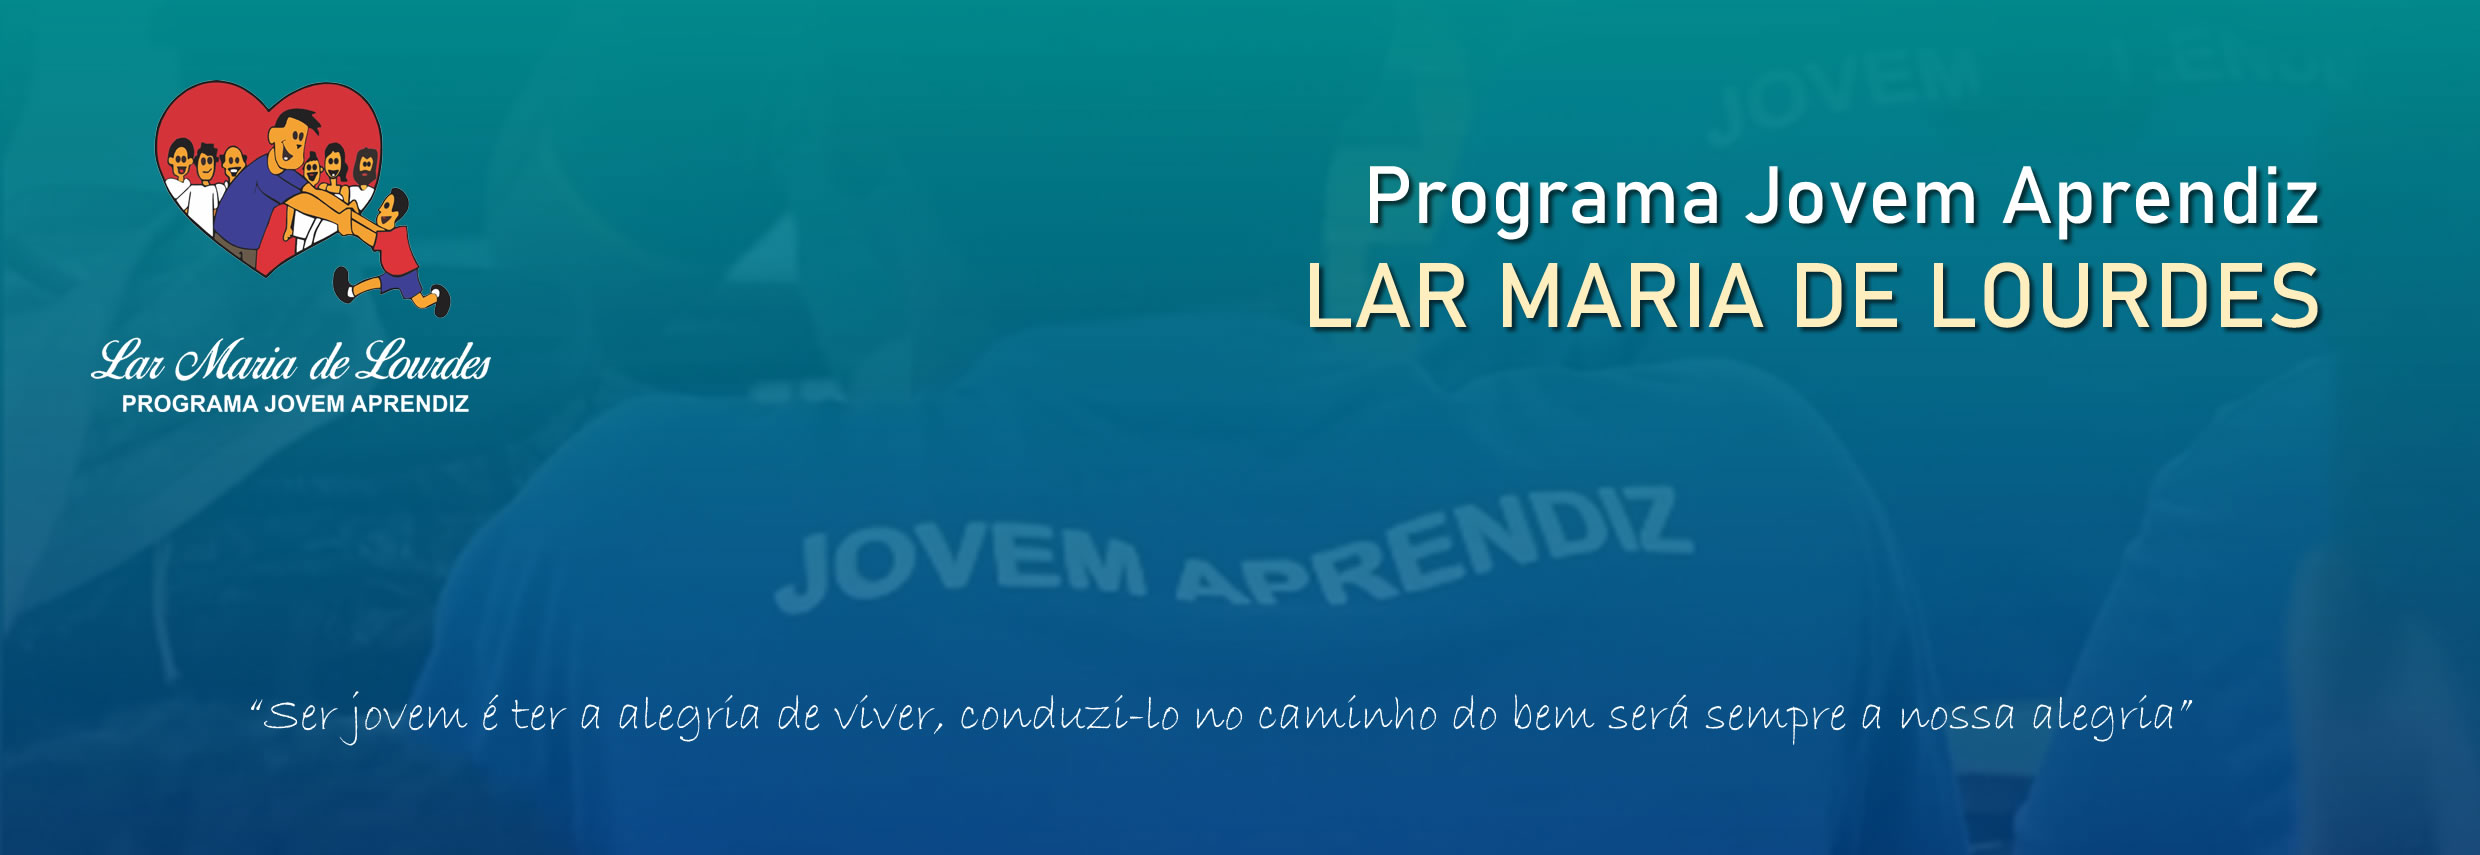 JOVEM
Programa Jovem Aprendiz
LAR MARIA DE LOURDES
Lar Maria de Lourdes
PROGRAMA JOVEM APRENDIZ
JOVEM APRENDIZ
“Ser jovem é ter a alegria de viver, conduzi-lo no caminho do bem será sempre a nossa alegria”